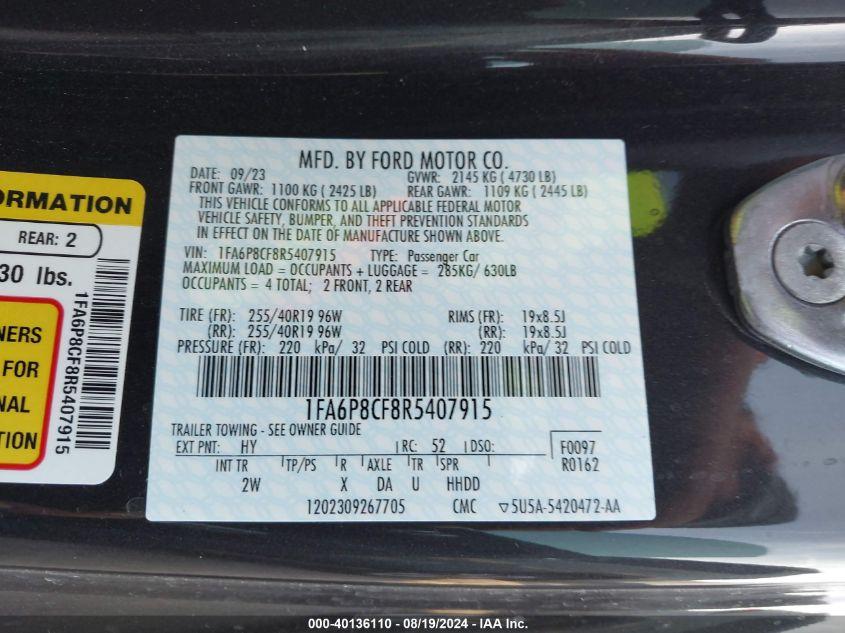 ORMATION
REAR: 2
30 lbs.
NERS
FOR
NAL
TION
1FA6P8CF8R5407915
MFD. BY FORD MOTOR CO.
DATE: 09/23 GVWR: 2145 KG ( 4730 LB)
FRONT GAWR: 1100 KG ( 2425 LB) REAR GAWR: 1109 KG ( 2445 LB)
THIS VEHICLE CONFORMS TO ALL APPLICABLE FEDERAL MOTOR
VEHICLE SAFETY, BUMPER, AND THEFT PREVENTION STANDARDS
IN EFFECT ON THE DATE OF MANUFACTURE SHOWN ABOVE.
VIN: 1FA6P8CF8R5407915 TYPE: Passenger Car
MAXIMUM LOAD = OCCUPANTS + LUGGAGE = 285KG/ 630LB
OCCUPANTS = 4 TOTAL; 2 FRONT, 2 REAR
TIRE (FR): 255/40R19 96W RIMS (FR): 19x8.5J
(RR): 255/40R19 96W (RR): 19x8.5J
PRESSURE (FR): 220 kPa/ 32 PSI COLD (RR): 220 kPa/ 32 PSI COLD
1FA6P8CF8R5407915
TRAILER TOWING - SEE OWNER GUIDE
EXT PNT: HY RC: 52 DSO: F0097
R0162
INT TR TP/PS R AXLE TR SPR
2W X DA U HHDD
1202309267705 CMC ▽5U5A-5420472-AA
000-40136110 - 08/19/2024 - IAAI.com. All Rights Reserved.